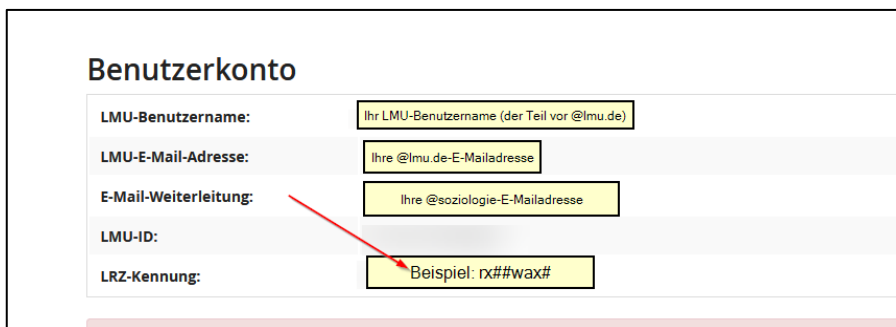 Benutzerkonto
LMU-Benutzername: Ihr LMU-Benutzername (der Teil vor @lmu.de)
LMU-E-Mail-Adresse: Ihre @lmu.de-E-Mailadresse
E-Mail-Weiterleitung: Ihre @soziologie-E-Mailadresse
LMU-ID:
LRZ-Kennung: Beispiel: rx##wax#